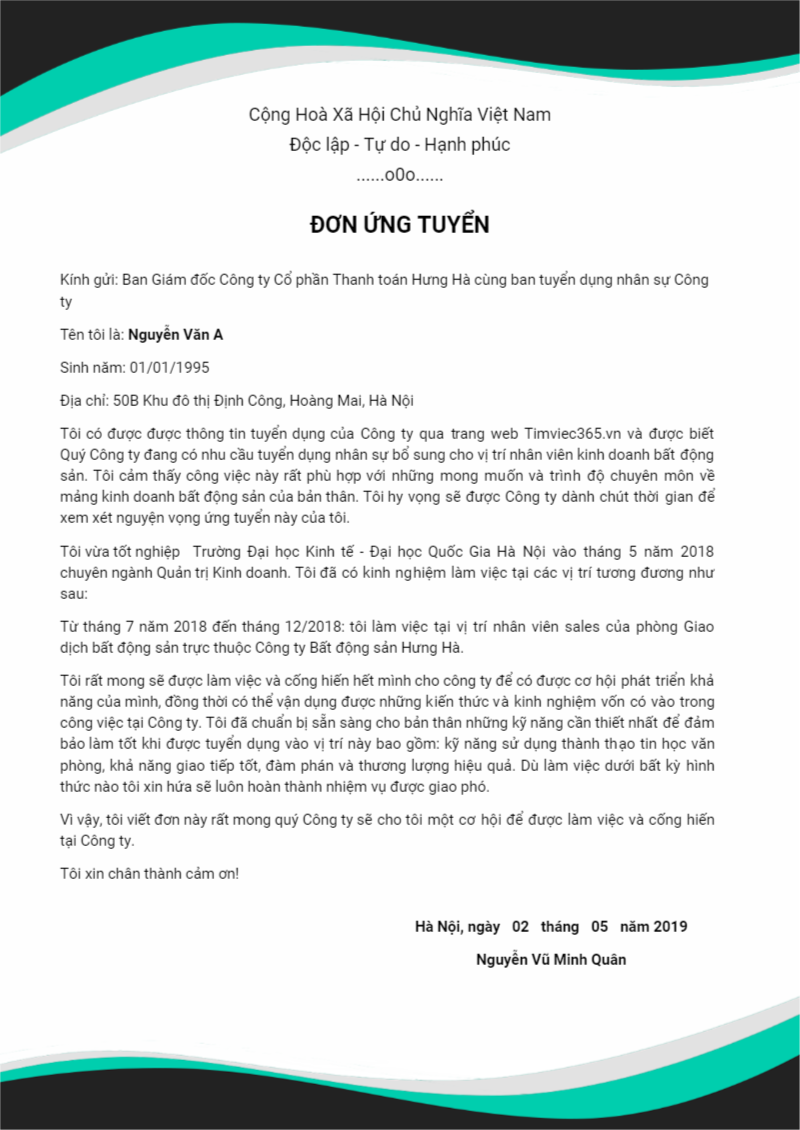 Cộng Hoà Xã Hội Chủ Nghĩa Việt Nam
Độc lập - Tự do - Hạnh phúc
......o0o......
ĐƠN ỨNG TUYỂN
Kính gửi: Ban Giám đốc Công ty Cổ phần Thanh toán Hưng Hà cùng ban tuyển dụng nhân sự Công
ty
Tên tôi là: Nguyễn Văn A
Sinh năm: 01/01/1995
Địa chỉ: 50B Khu đô thị Định Công, Hoàng Mai, Hà Nội
Tôi có được được thông tin tuyển dụng của Công ty qua trang web Timviec365.vn và được biết
Quý Công ty đang có nhu cầu tuyển dụng nhân sự bổ sung cho vị trí nhân viên kinh doanh bất động
sản. Tôi cảm thấy công việc này rất phù hợp với những mong muốn và trình độ chuyên môn về
mảng kinh doanh bất động sản của bản thân. Tôi hy vọng sẽ được Công ty dành chút thời gian để
xem xét nguyện vọng ứng tuyển này của tôi.
Tôi vừa tốt nghiệp Trường Đại học Kinh tế - Đại học Quốc Gia Hà Nội vào tháng 5 năm 2018
chuyên ngành Quản trị Kinh doanh. Tôi đã có kinh nghiệm làm việc tại các vị trí tương đương như
sau:
Từ tháng 7 năm 2018 đến tháng 12/2018: tôi làm việc tại vị trí nhân viên sales của phòng Giao
dịch bất động sản trực thuộc Công ty Bất động sản Hưng Hà.
Tôi rất mong sẽ được làm việc và cống hiến hết mình cho công ty để có được cơ hội phát triển khả
năng của mình, đồng thời có thể vận dụng được những kiến thức và kinh nghiệm vốn có vào trong
công việc tại Công ty. Tôi đã chuẩn bị sẵn sàng cho bản thân những kỹ năng cần thiết nhất để đảm
bảo làm tốt khi được tuyển dụng vào vị trí này bao gồm: kỹ năng sử dụng thành thạo tin học văn
phòng, khả năng giao tiếp tốt, đàm phán và thương lượng hiệu quả. Dù làm việc dưới bất kỳ hình
thức nào tôi xin hứa sẽ luôn hoàn thành nhiệm vụ được giao phó.
Vì vậy, tôi viết đơn này rất mong quý Công ty sẽ cho tôi một cơ hội để được làm việc và cống hiến
tại Công ty.
Tôi xin chân thành cảm ơn!
Hà Nội, ngày 02 tháng 05 năm 2019
Nguyễn Vũ Minh Quân